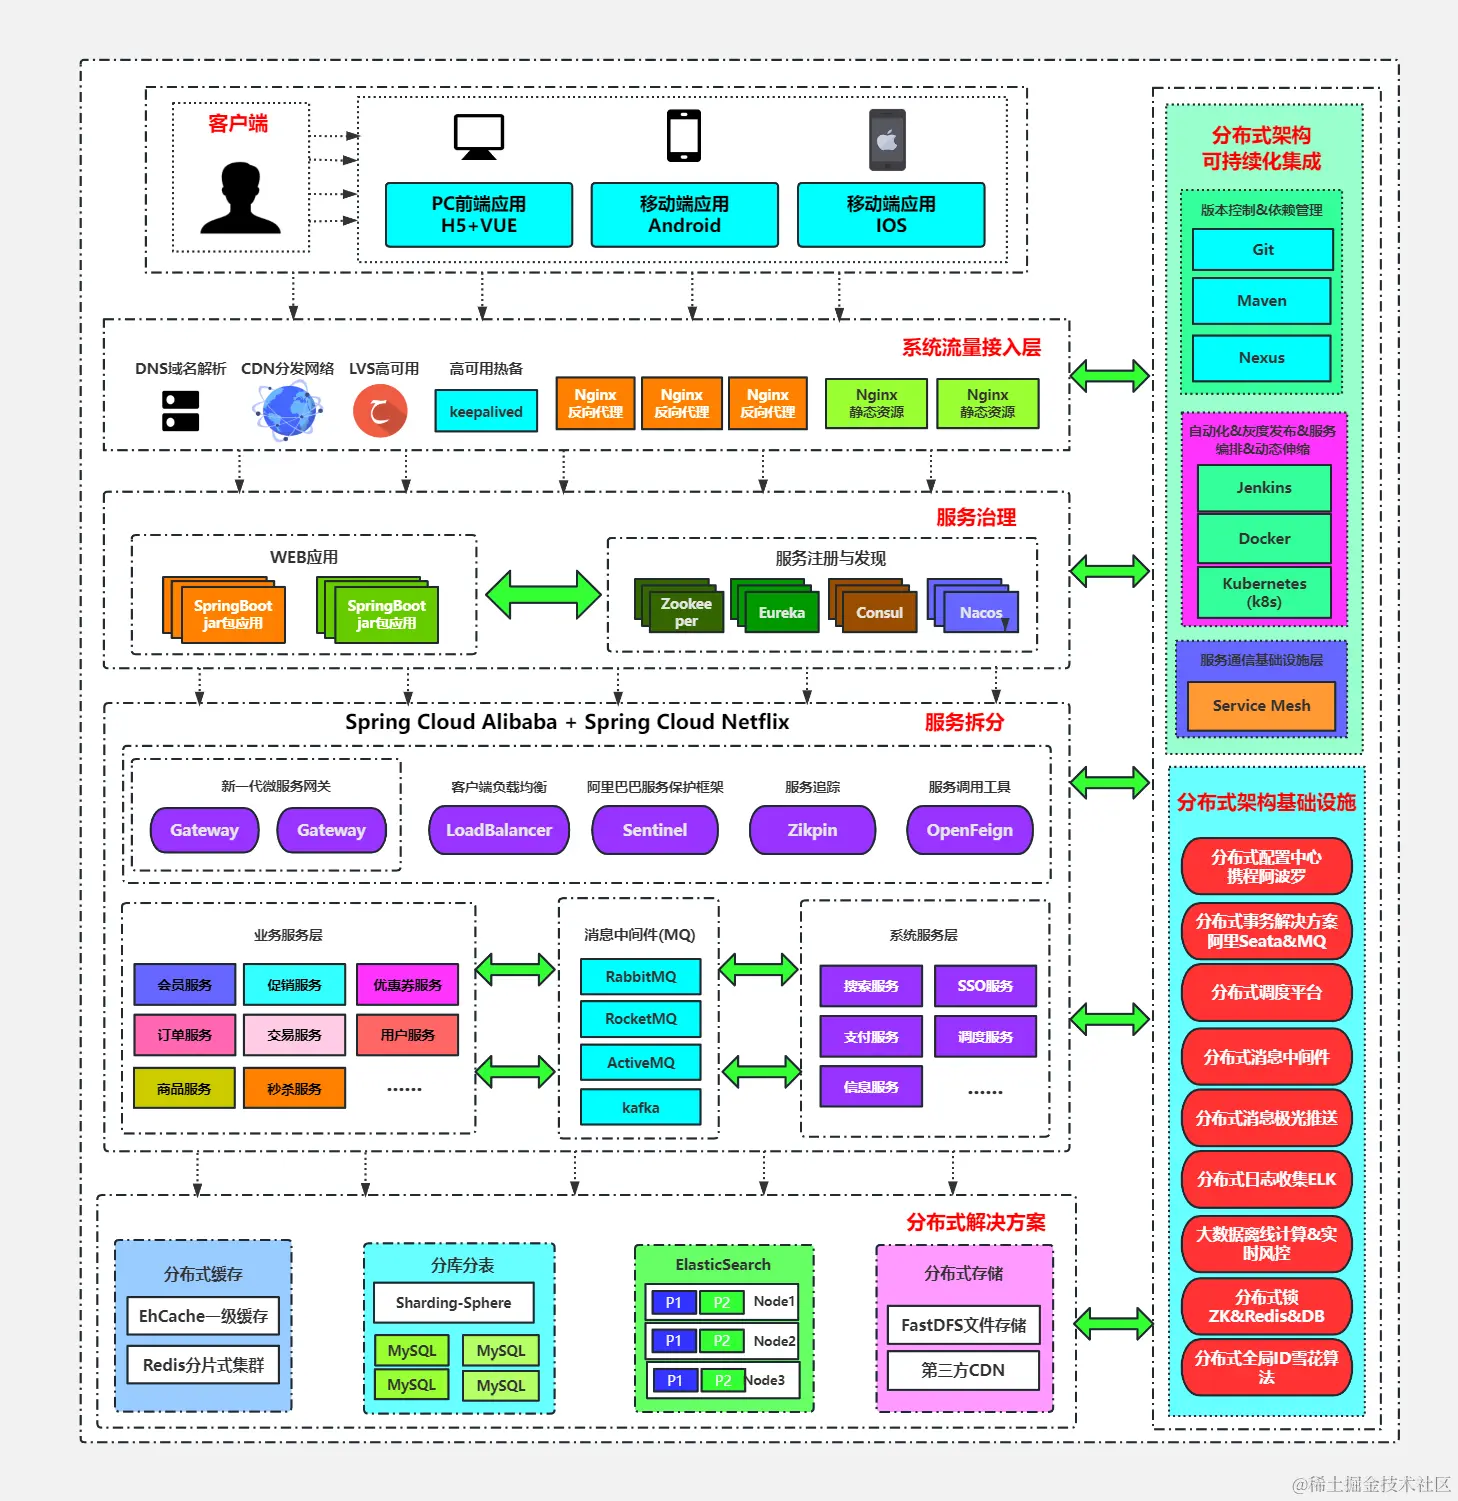 客户端
PC前端应用
H5+VUE
移动端应用
Android
移动端应用
IOS
系统流量接入层
DNS域名解析
CDN分发网络
LVS高可用
高可用热备
keepalived
Nginx
反向代理
Nginx
反向代理
Nginx
反向代理
Nginx
静态资源
Nginx
静态资源
服务治理
WEB应用
SpringBoot
jar包应用
SpringBoot
jar包应用
服务注册与发现
Zookee
per
Eureka
Consul
Nacos
Spring Cloud Alibaba + Spring Cloud Netflix
服务拆分
新一代微服务网关
Gateway
Gateway
客户端负载均衡
LoadBalancer
阿里巴巴服务保护框架
Sentinel
服务追踪
Zikpin
服务调用工具
OpenFeign
业务服务层
会员服务
促销服务
优惠券服务
订单服务
交易服务
用户服务
商品服务
秒杀服务
······
消息中间件(MQ)
RabbitMQ
RocketMQ
ActiveMQ
kafka
系统服务层
搜索服务
SSO服务
支付服务
调度服务
信息服务
······
分布式解决方案
分布式缓存
EhCache一级缓存
Redis分片式集群
分库分表
Sharding-Sphere
MySQL
MySQL
MySQL
MySQL
ElasticSearch
P1
P2
Node1
P1
P2
Node2
P1
P2
Node3
分布式存储
FastDFS文件存储
第三方CDN
分布式架构
可持续化集成
版本控制&依赖管理
Git
Maven
Nexus
自动化&灰度发布&服务
编排&动态伸缩
Jenkins
Docker
Kubernetes
(k8s)
服务通信基础设施层
Service Mesh
分布式架构基础设施
分布式配置中心
携程阿波罗
分布式事务解决方案
阿里Seata&MQ
分布式调度平台
分布式消息中间件
分布式消息极光推送
分布式日志收集ELK
大数据离线计算&实
时风控
分布式锁
ZK&Redis&DB
分布式全局ID雪花算
法
@稀土掘金技术社区